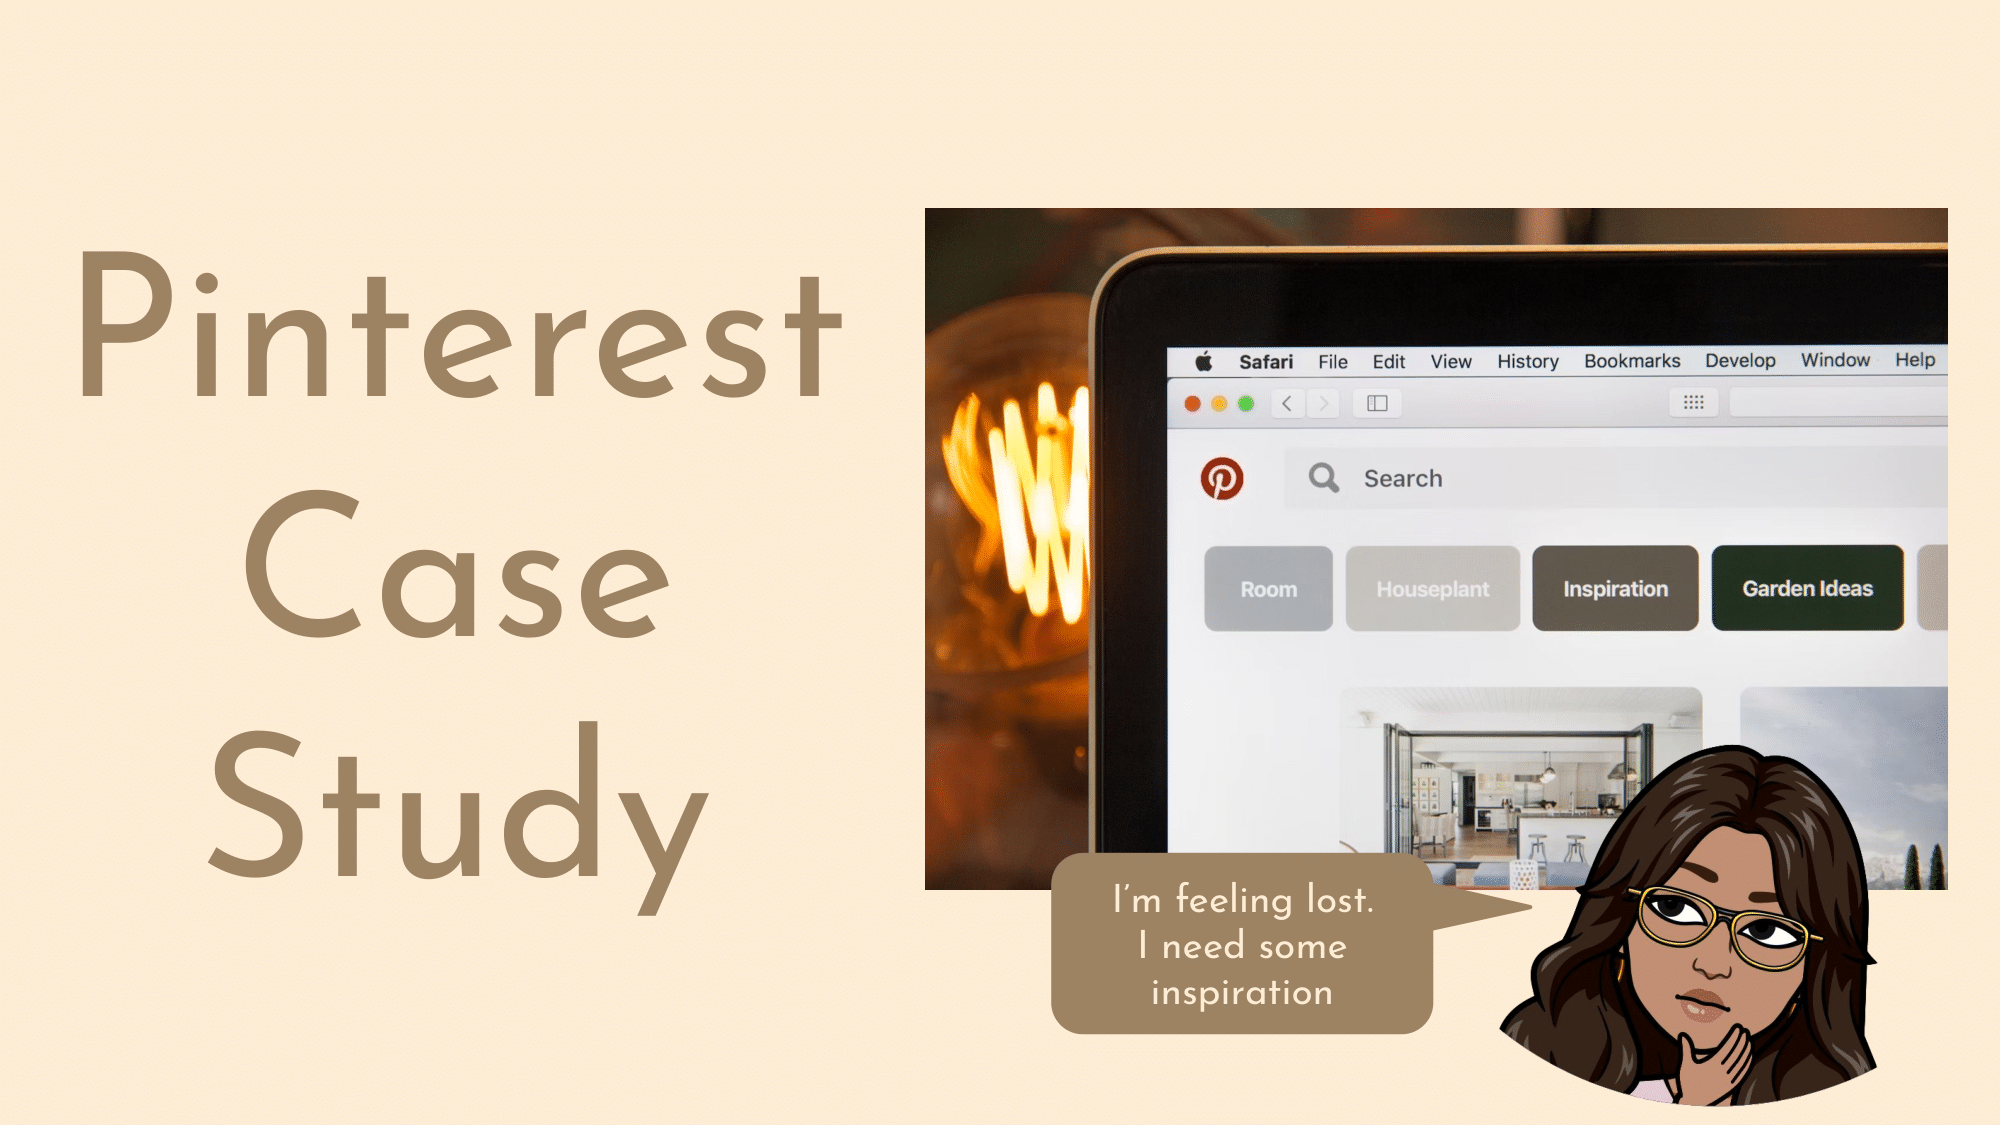 Pinterest
Case
Study
Safari File Edit View History Bookmarks Develop Window Help
Search
Room Houseplant Inspiration Garden Ideas
I'm feeling lost.
I need some
inspiration